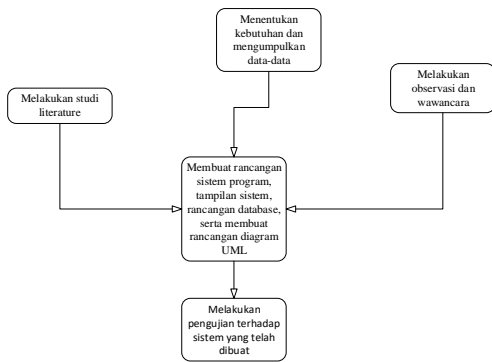 Menentukan
kebutuhan dan
mengumpulkan
data-data
Melakukan studi
literature
Melakukan
observasi dan
wawancara
Membuat rancangan
sistem program,
tampilan sistem,
rancangan database,
serta membuat
rancangan diagram
UML
Melakukan
pengujian terhadap
sistem yang telah
dibuat